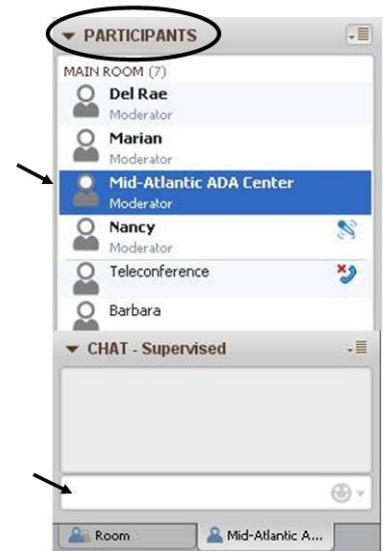 PARTICIPANTS
MAIN ROOM (7)
Del Rae
Moderator
Marian
Moderator
Mid-Atlantic ADA Center
Moderator
Nancy
Moderator
Teleconference
Barbara
CHAT - Supervised
Room
Mid-Atlantic A...